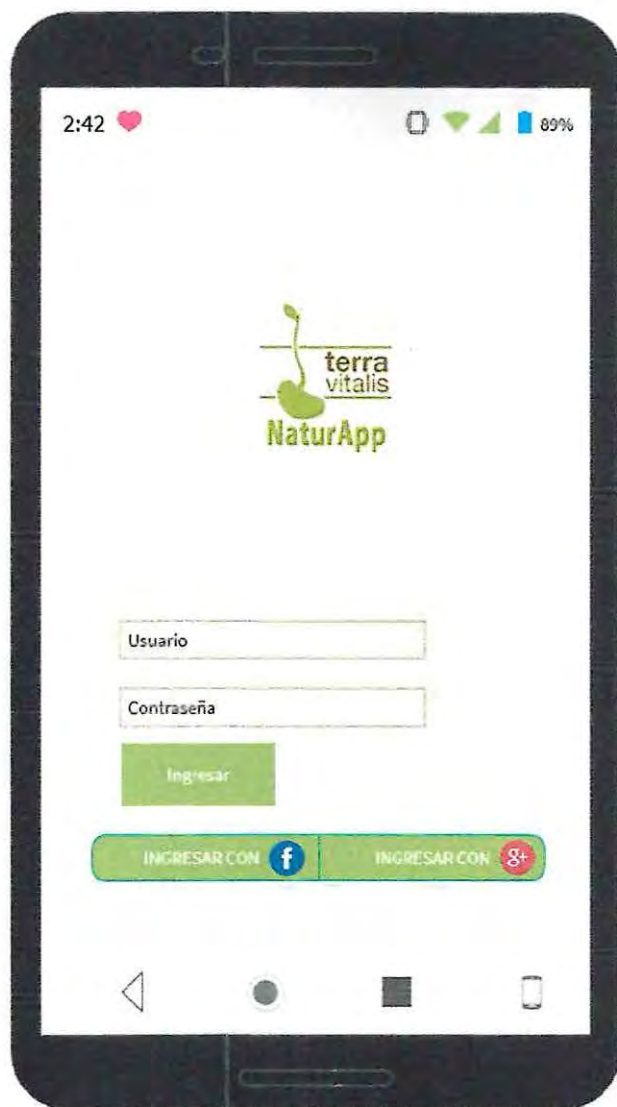 2:42
89%
terra
vitalis
NaturApp
Usuario
Contraseña
Ingresar
INGRESAR CON f
INGRESAR CON g+